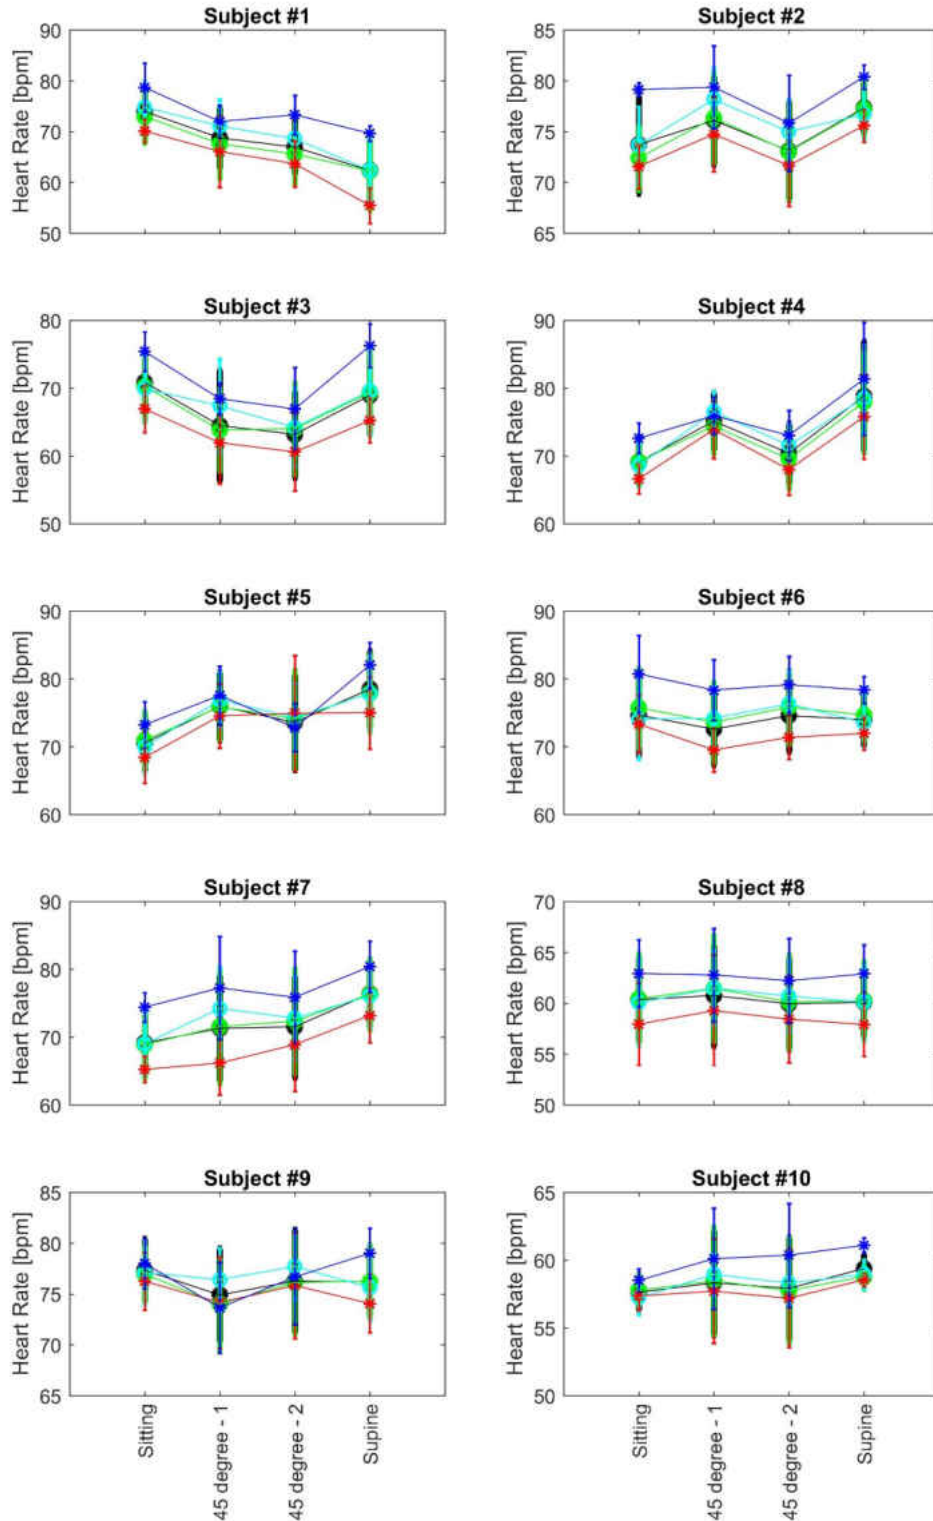 Subject #1
Subject #2
90
80
70
60
50
Heart Rate [bpm]
85
80
75
70
65
Heart Rate [bpm]
Subject #3
Subject #4
80
70
60
50
Heart Rate [bpm]
90
80
70
60
Heart Rate [bpm]
Subject #5
Subject #6
90
80
70
60
Heart Rate [bpm]
90
80
70
60
Heart Rate [bpm]
Subject #7
Subject #8
90
80
70
60
Heart Rate [bpm]
70
65
60
55
50
Heart Rate [bpm]
Subject #9
Subject #10
85
80
75
70
65
Heart Rate [bpm]
65
60
55
50
Heart Rate [bpm]
Sitting
45 degree - 1
45 degree - 2
Supine
Sitting
45 degree - 1
45 degree - 2
Supine